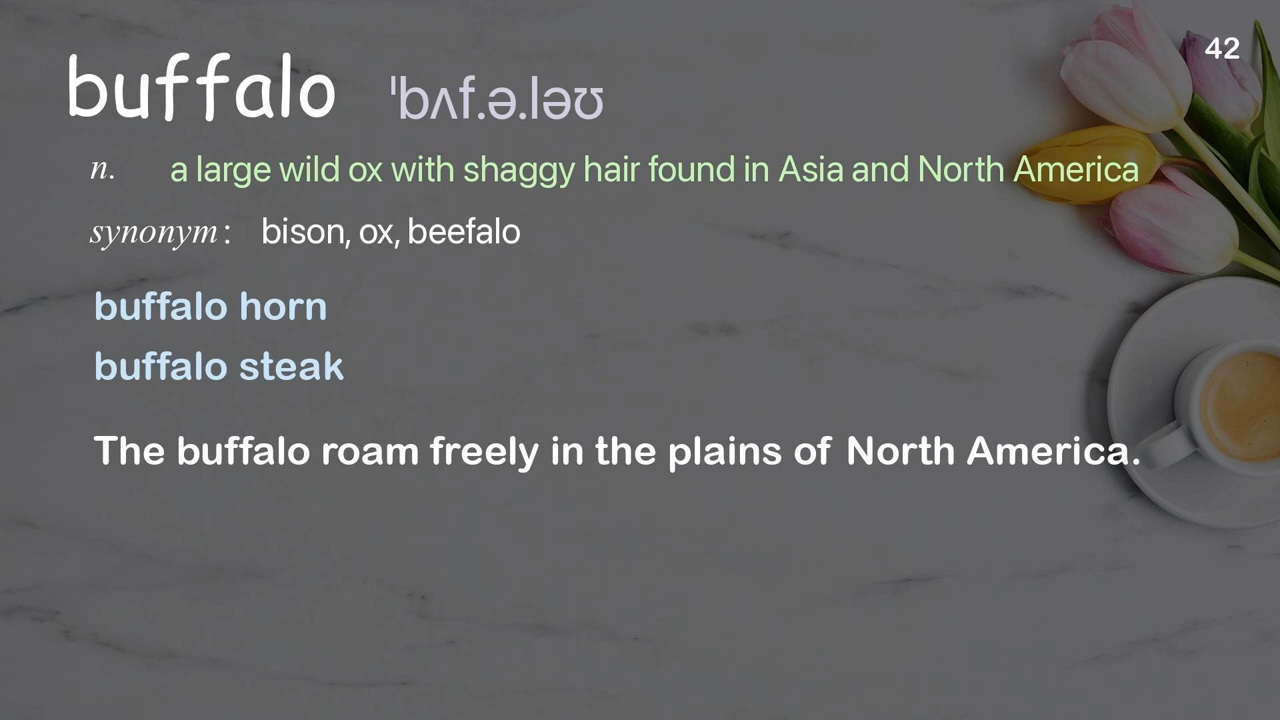 42
buffalo ˈbʌf.ə.ləʊ
n. a large wild ox with shaggy hair found in Asia and North America
synonym: bison, ox, beefalo
buffalo horn
buffalo steak
The buffalo roam freely in the plains of North America.